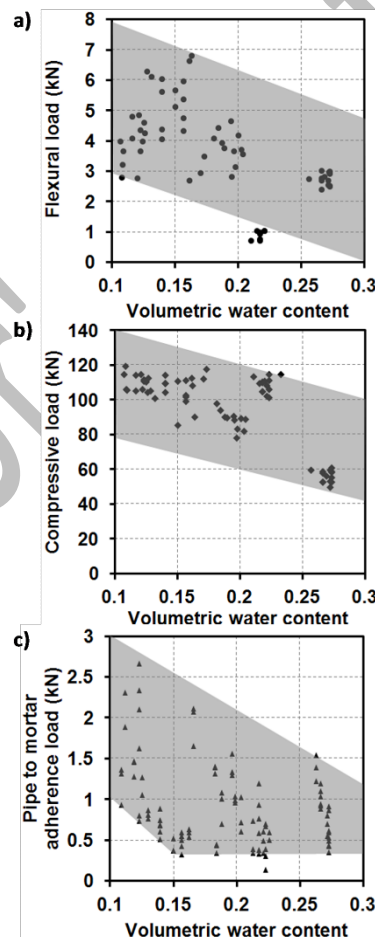 a)
Flexural load (kN)
8
7
6
5
4
3
2
1
0
0.1 0.15 0.2 0.25 0.3
Volumetric water content
b)
Compressive load (kN)
140
120
100
80
60
40
20
0
0.1 0.15 0.2 0.25 0.3
Volumetric water content
c)
Pipe to mortar
adherence load (kN)
3
2.5
2
1.5
1
0.5
0
0.1 0.15 0.2 0.25 0.3
Volumetric water content